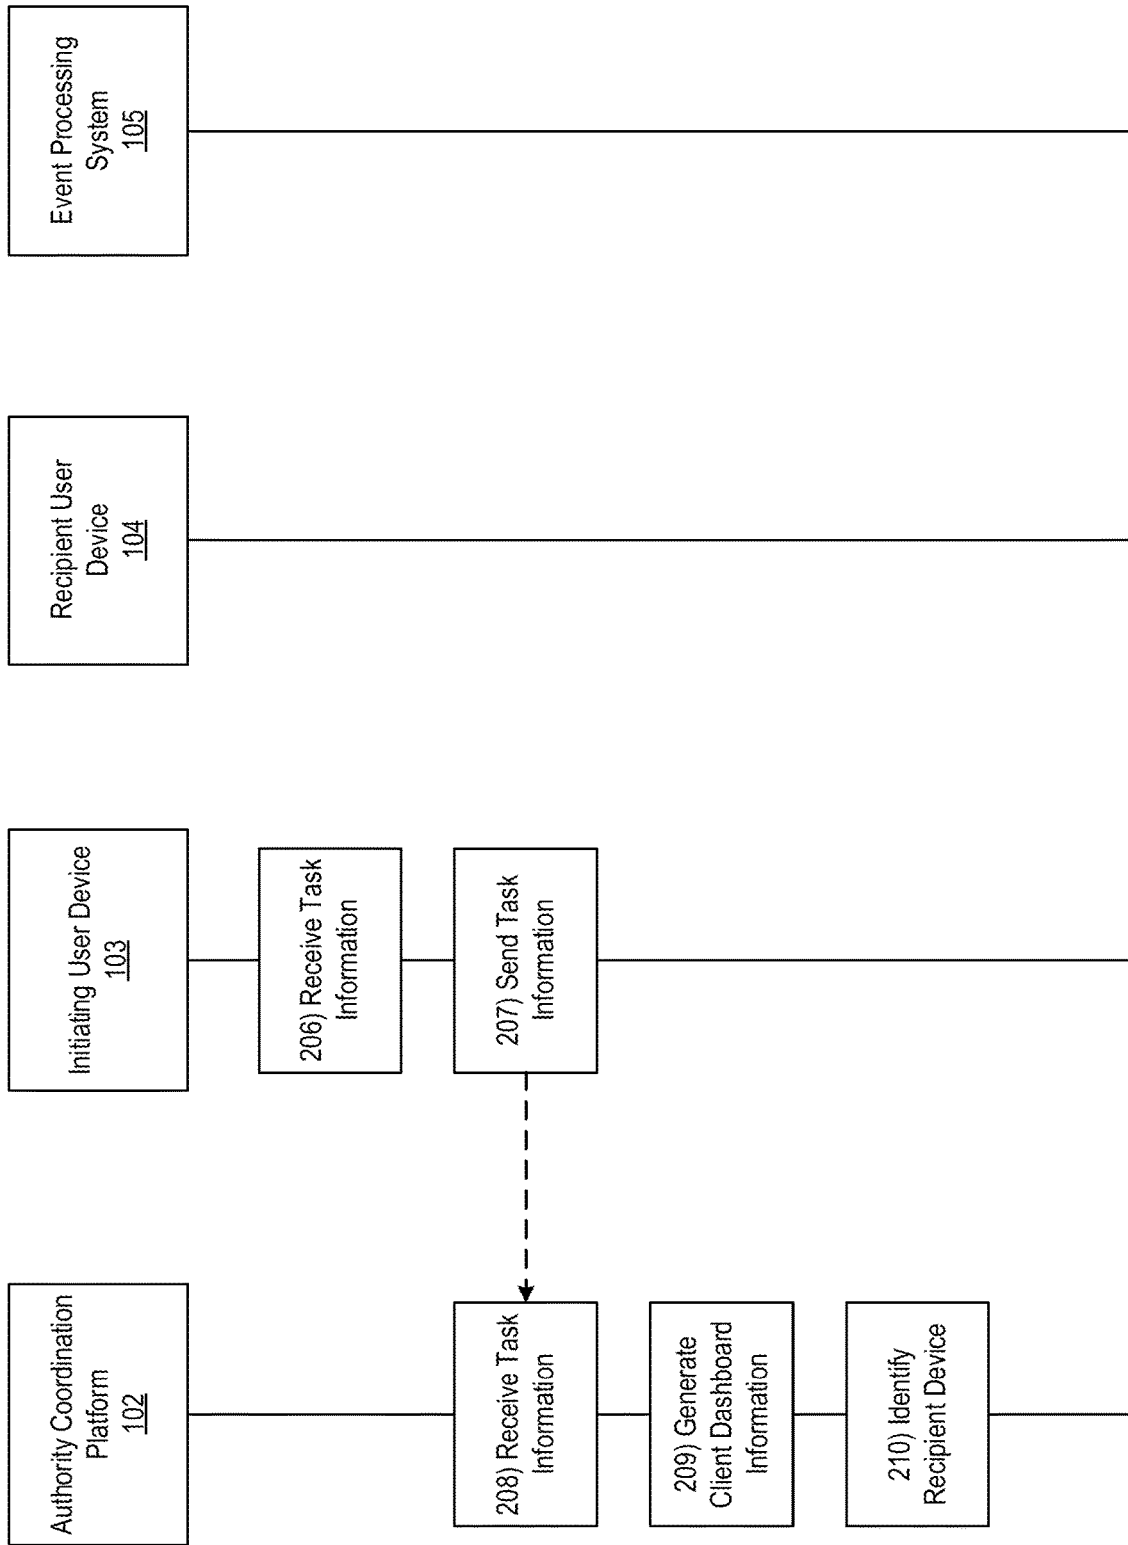 Authority Coordination
Platform
102
Initiating User Device
103
Recipient User
Device
104
Event Processing
System
105
206) Receive Task
Information
207) Send Task
Information
208) Receive Task
Information
209) Generate
Client Dashboard
Information
210) Identify
Recipient Device